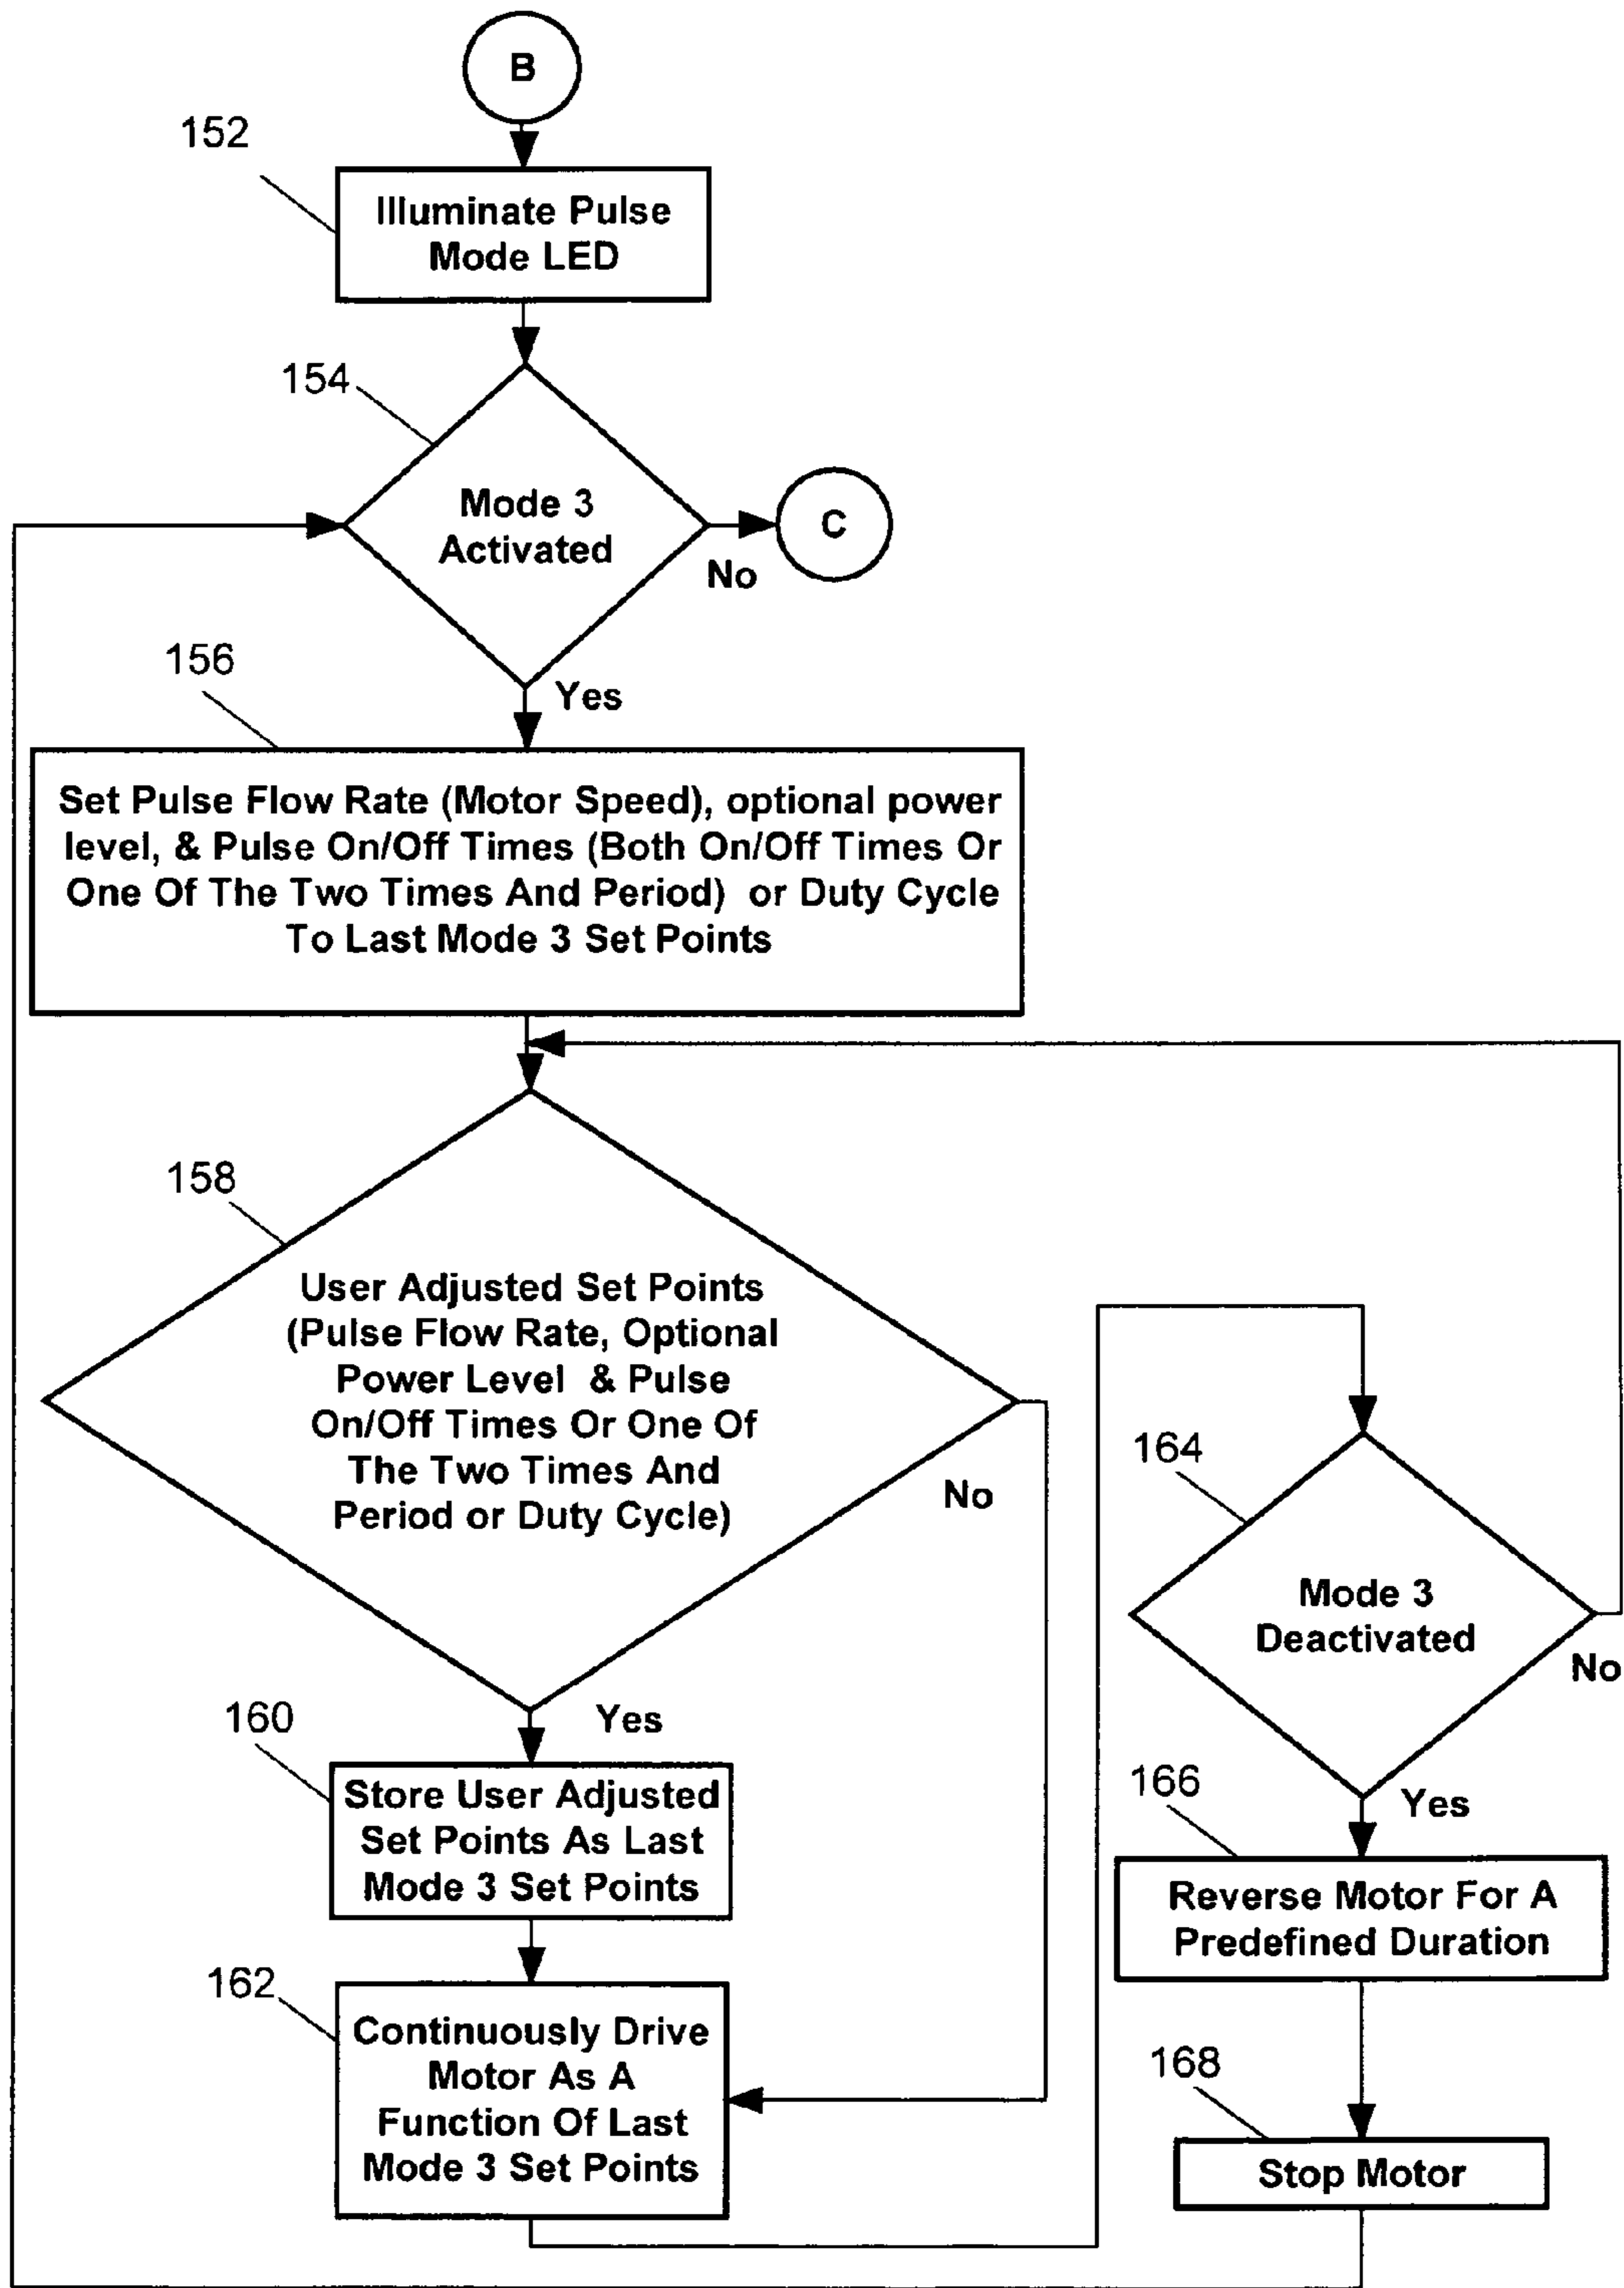 B
152
Illuminate Pulse
Mode LED
154
Mode 3
Activated
No
C
156
Yes
Set Pulse Flow Rate (Motor Speed), optional power
level, & Pulse On/Off Times (Both On/Off Times Or
One Of The Two Times And Period) or Duty Cycle
To Last Mode 3 Set Points
158
User Adjusted Set Points
(Pulse Flow Rate, Optional
Power Level & Pulse
On/Off Times Or One Of
The Two Times And
Period or Duty Cycle)
No
Yes
160
Store User Adjusted
Set Points As Last
Mode 3 Set Points
162
Continuously Drive
Motor As A
Function Of Last
Mode 3 Set Points
164
Mode 3
Deactivated
No
Yes
166
Reverse Motor For A
Predefined Duration
168
Stop Motor